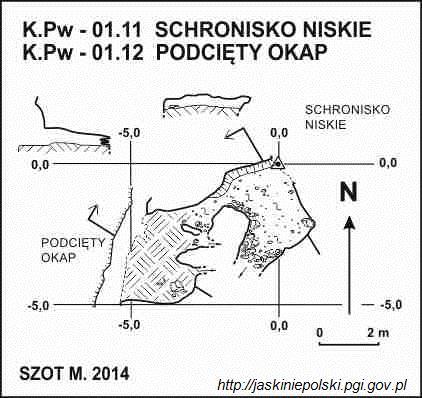 K.Pw - 01.11 SCHRONISKO NISKIE
K.Pw - 01.12 PODCIĘTY OKAP
SCHRONISKO
NISKIE
-5,0
0,0
0,0
0,0
N
PODCIĘTY
OKAP
-5,0
-5,0
-5,0
0,0
0 2 m
SZOT M. 2014
http://jaskiniepolski.pgi.gov.pl